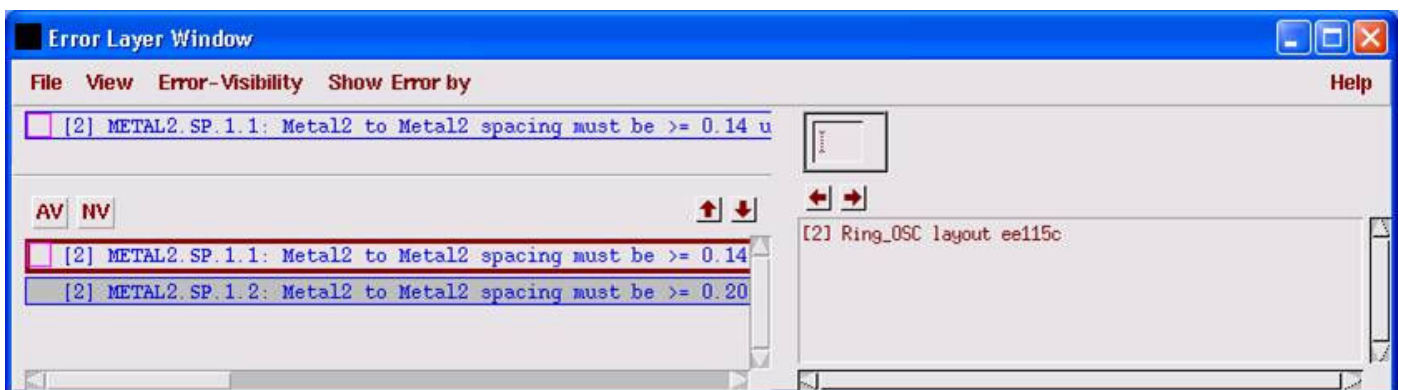 Error Layer Window
File View Error-Visibility Show Error by Help
[2] METAL2.SP.1.1: Metal2 to Metal2 spacing must be >= 0.14 u
AV NV
[2] METAL2.SP.1.1: Metal2 to Metal2 spacing must be >= 0.14
[2] METAL2.SP.1.2: Metal2 to Metal2 spacing must be >= 0.20
[2] Ring_OSC layout ee115c